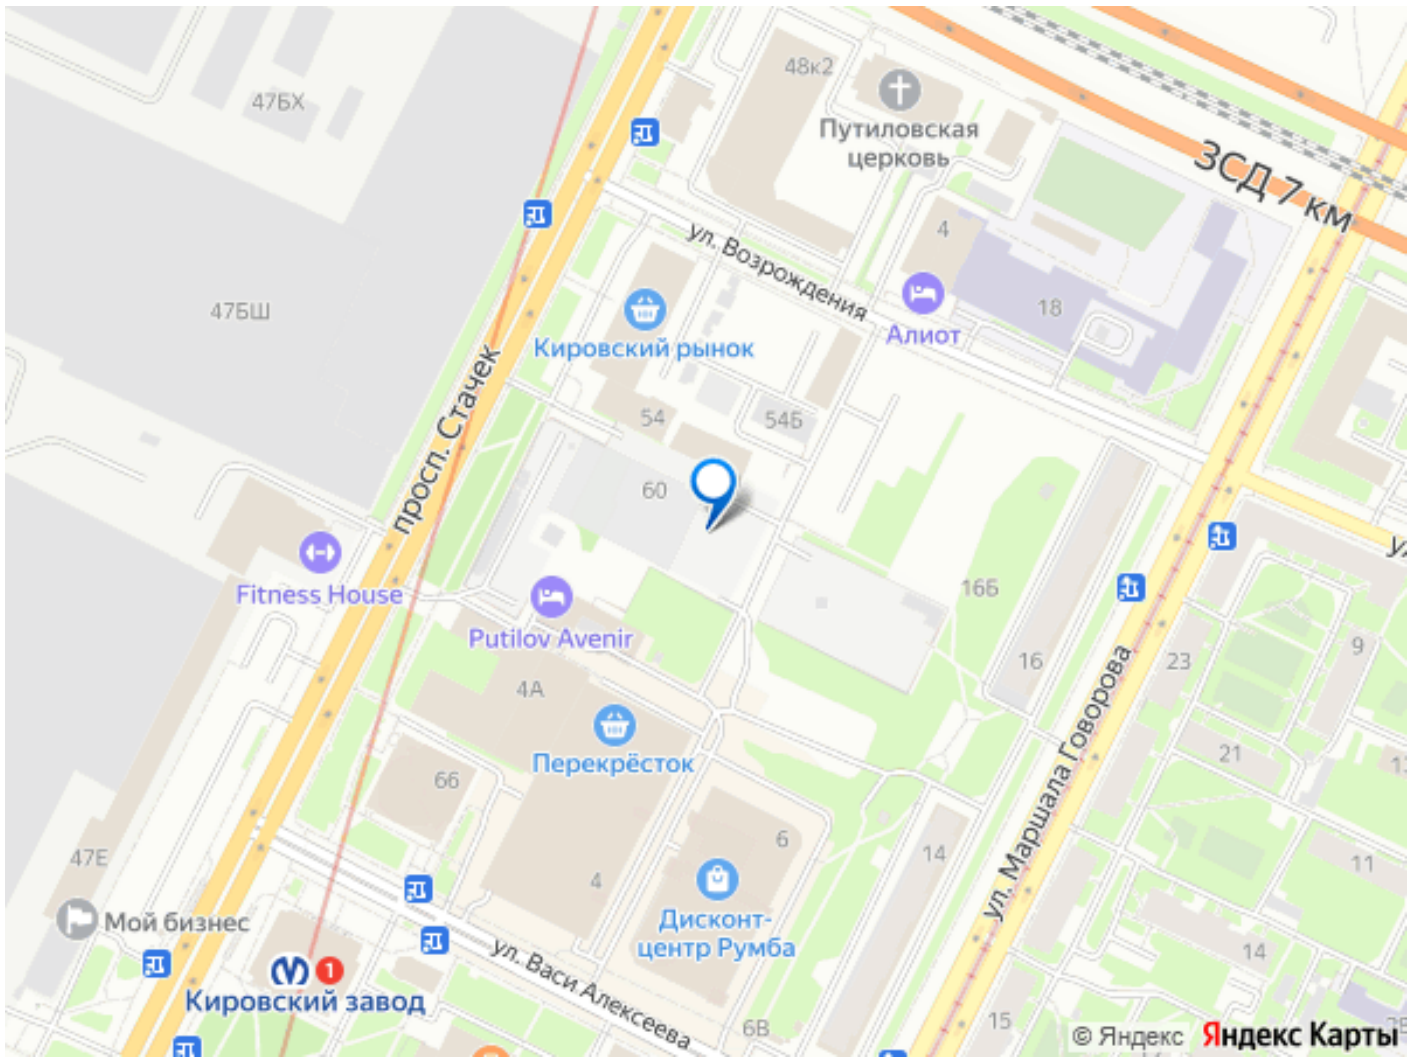 48к2
47БХ
Путиловская
церковь
ЗСД 7 км
4
ул. Возрождения
18
47БШ
Алиот
Кировский рынок
просп. Стачек
54
54Б
60
Fitness House
Putilov Avenir
16Б
16
23
9
4А
ул. Маршала Говорова
Перекрёсток
21
66
6
14
11
47Е
4
Мой бизнес
Дисконт-
центр Румба
14
ул. Васи Алексеева
1
Кировский завод
6В
15
© Яндекс
Яндекс Карты